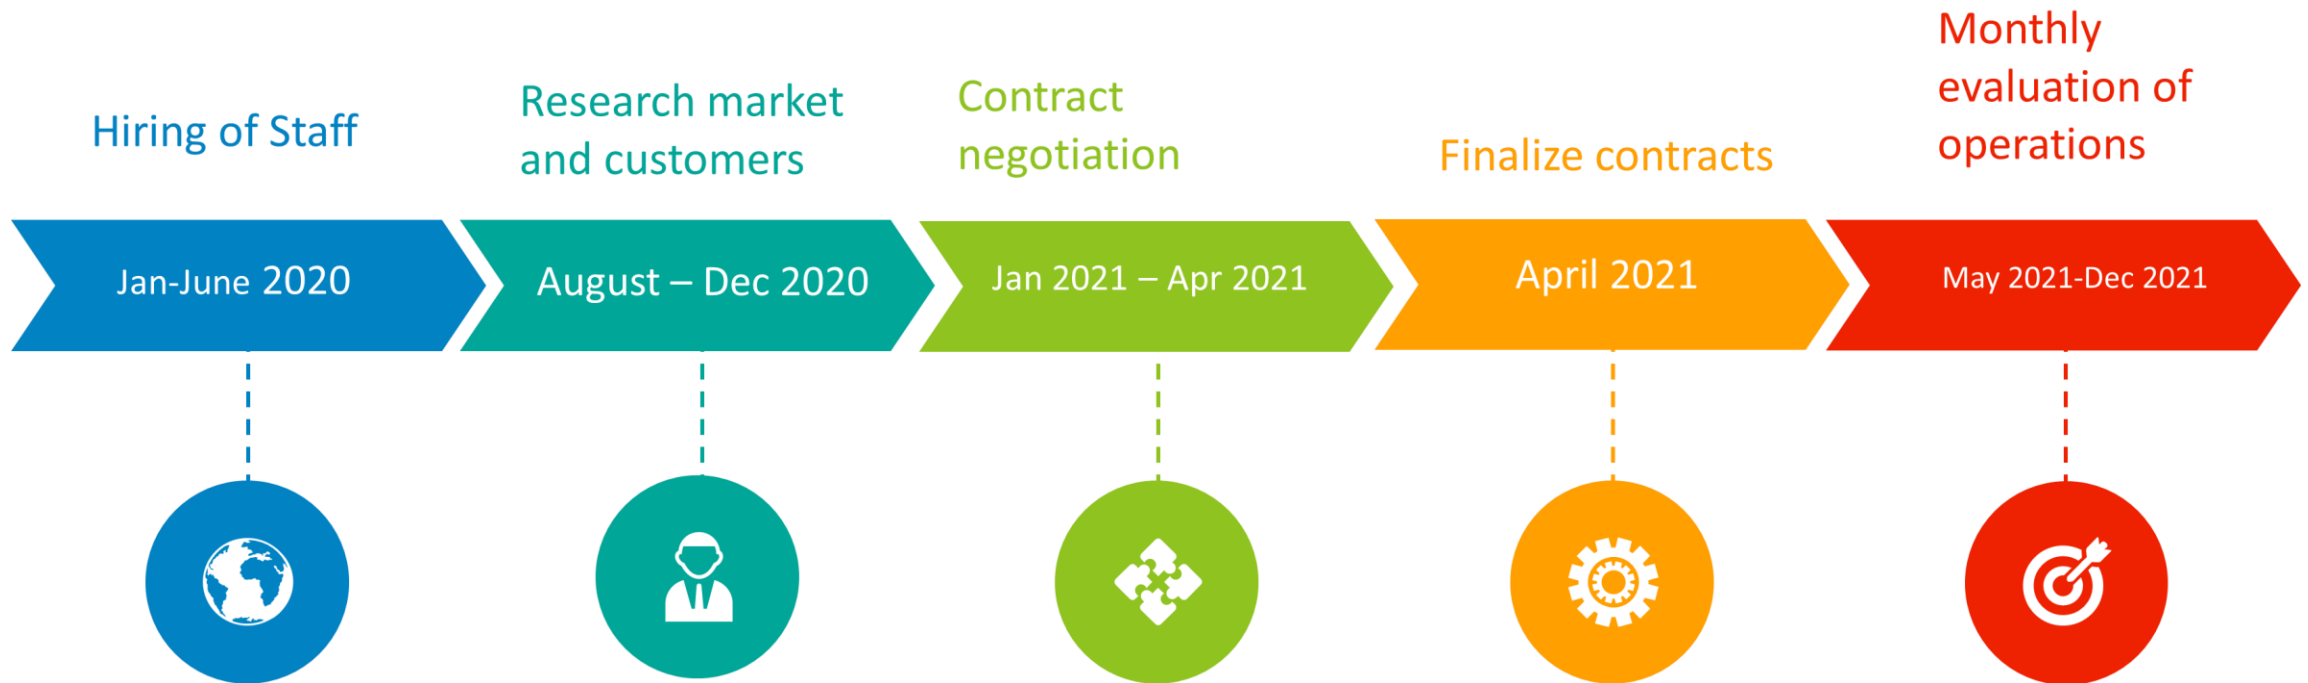 Hiring of Staff
Research market
and customers
Contract
negotiation
Finalize contracts
Monthly
evaluation of
operations
Jan-June 2020
August – Dec 2020
Jan 2021 – Apr 2021
April 2021
May 2021-Dec 2021